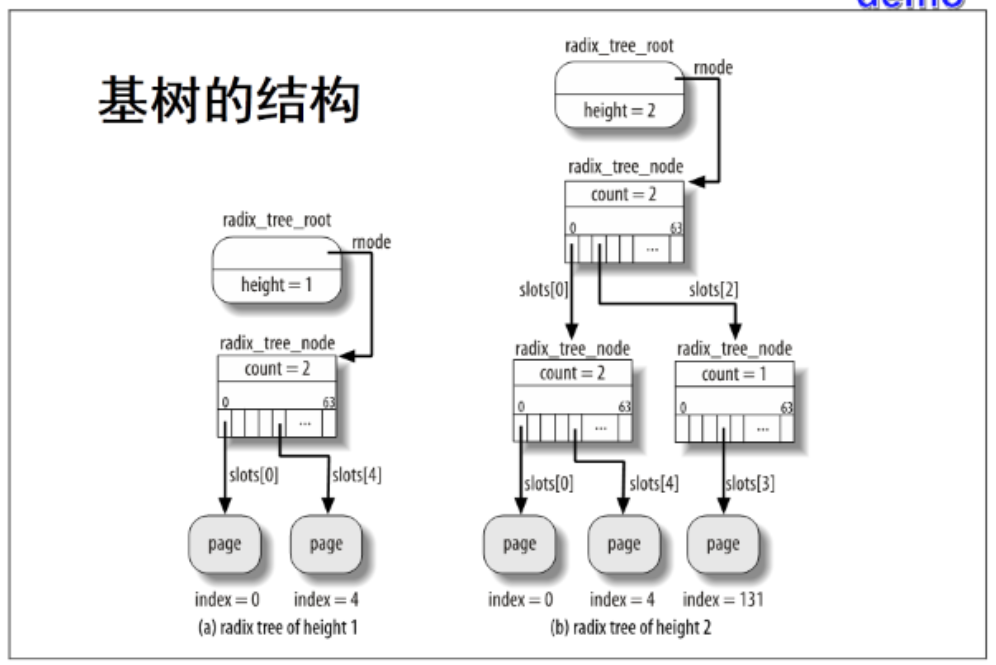 demo
基树的结构
radix_tree_root
rnode
height = 1
radix_tree_node
count = 2
0 63
...
slots[0] slots[4]
page page
index = 0 index = 4
(a) radix tree of height 1
radix_tree_root
rnode
height = 2
radix_tree_node
count = 2
0 63
...
slots[0] slots[2]
radix_tree_node radix_tree_node
count = 2 count = 1
0 63 0 63
... ...
slots[0] slots[4] slots[3]
page page page
index = 0 index = 4 index = 131
(b) radix tree of height 2